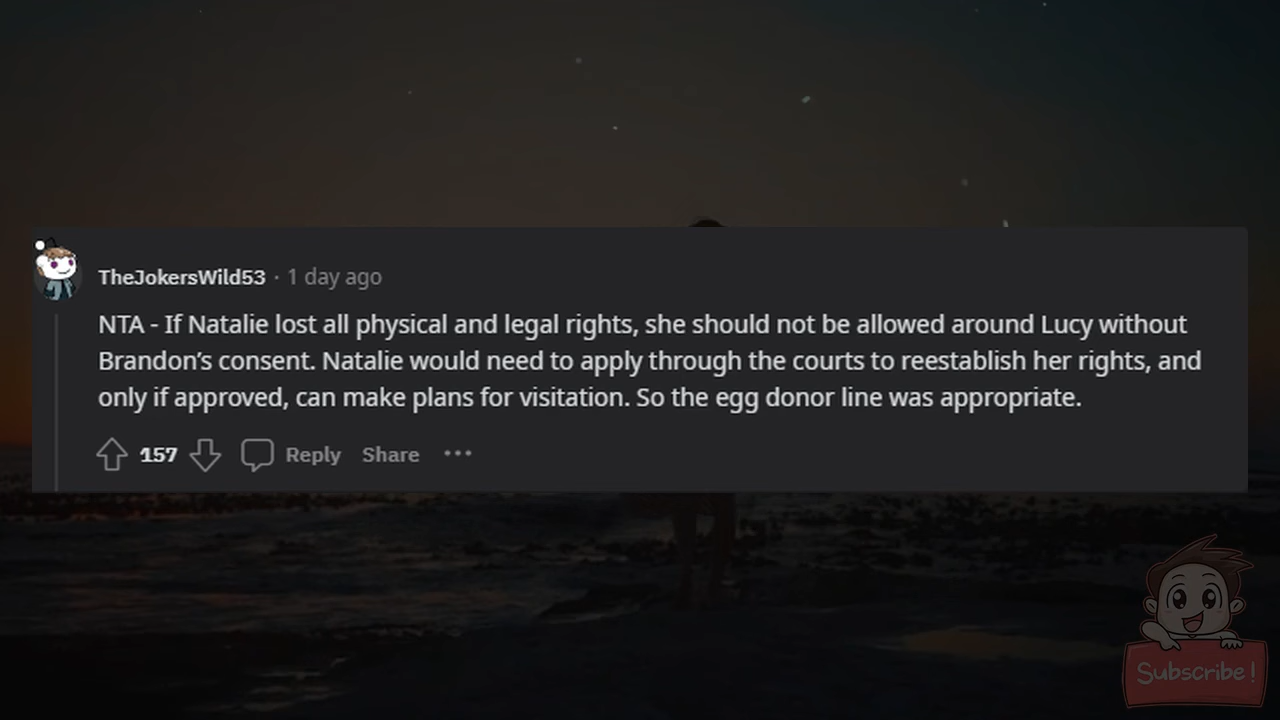 TheJokersWild53 · 1 day ago
NTA - If Natalie lost all physical and legal rights, she should not be allowed around Lucy without
Brandon’s consent. Natalie would need to apply through the courts to reestablish her rights, and
only if approved, can make plans for visitation. So the egg donor line was appropriate.
157 Reply Share ···
Subscribe!